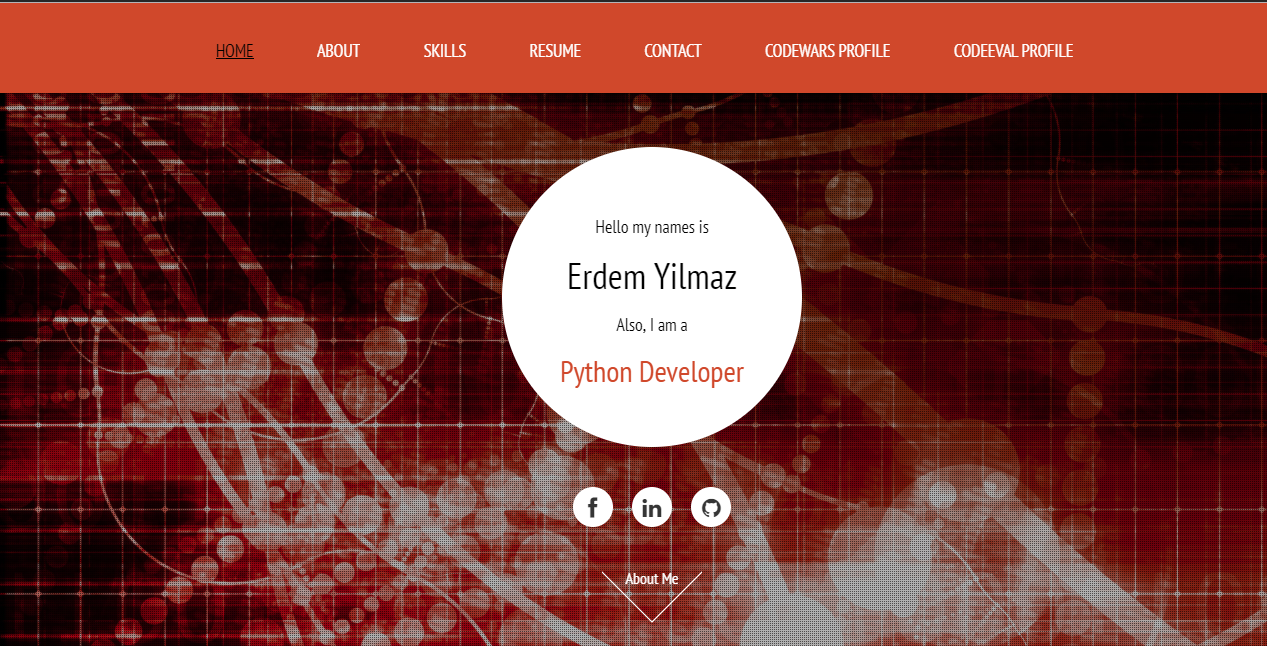 HOME ABOUT SKILLS RESUME CONTACT CODEWARS PROFILE CODEEVAL PROFILE
Hello my names is
Erdem Yilmaz
Also, I am a
Python Developer
f in
About Me